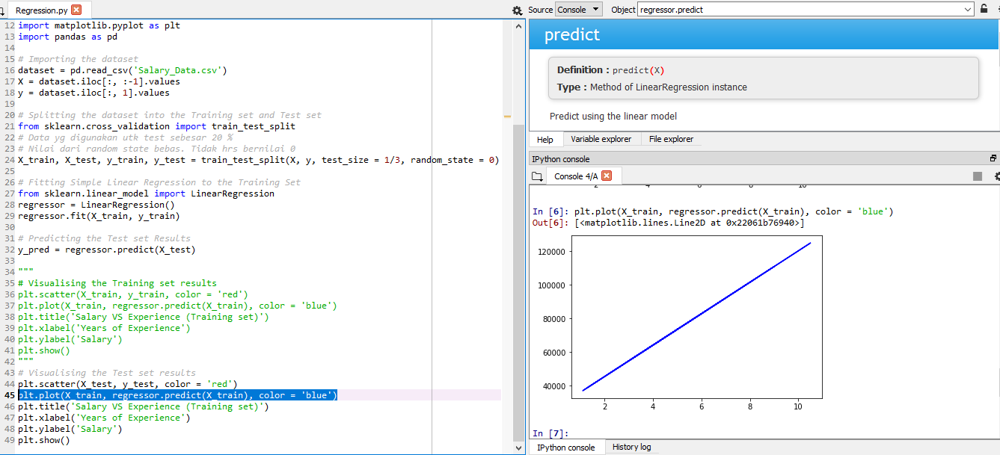 Regression.py
12 import matplotlib.pyplot as plt
13 import pandas as pd
14
15 # Importing the dataset
16 dataset = pd.read_csv('Salary_Data.csv')
17 X = dataset.iloc[:, :-1].values
18 y = dataset.iloc[:, 1].values
19
20 # Splitting the dataset into the Training set and Test set
21 from sklearn.cross_validation import train_test_split
22 # Data yg digunakan utk test sebesar 20 %
23 # Nilai dari random state bebas. Tidak hrs bernilai 0
24 X_train, X_test, y_train, y_test = train_test_split(X, y, test_size = 1/3, random_state = 0)
25
26 # Fitting Simple Linear Regression to the Training Set
27 from sklearn.linear_model import LinearRegression
28 regressor = LinearRegression()
29 regressor.fit(X_train, y_train)
30
31 # Predicting the Test set Results
32 y_pred = regressor.predict(X_test)
33
34 """
35 # Visualising the Training set results
36 plt.scatter(X_train, y_train, color = 'red')
37 plt.plot(X_train, regressor.predict(X_train), color = 'blue')
38 plt.title('Salary VS Experience (Training set)')
39 plt.xlabel('Years of Experience')
40 plt.ylabel('Salary')
41 plt.show()
42 """
43 # Visualising the Test set results
44 plt.scatter(X_test, y_test, color = 'red')
45 plt.plot(X_train, regressor.predict(X_train), color = 'blue')
46 plt.title('Salary VS Experience (Training set)')
47 plt.xlabel('Years of Experience')
48 plt.ylabel('Salary')
49 plt.show()
Source Console Object regressor.predict
predict
Definition : predict(X)
Type : Method of LinearRegression instance
Predict using the linear model
Help Variable explorer File explorer
IPython console
Console 4/A
In [6]: plt.plot(X_train, regressor.predict(X_train), color = 'blue')
Out[6]: [<matplotlib.lines.Line2D at 0x22061b76940>]
120000
100000
80000
60000
40000
2 4 6 8 10
In [7]:
IPython console History log